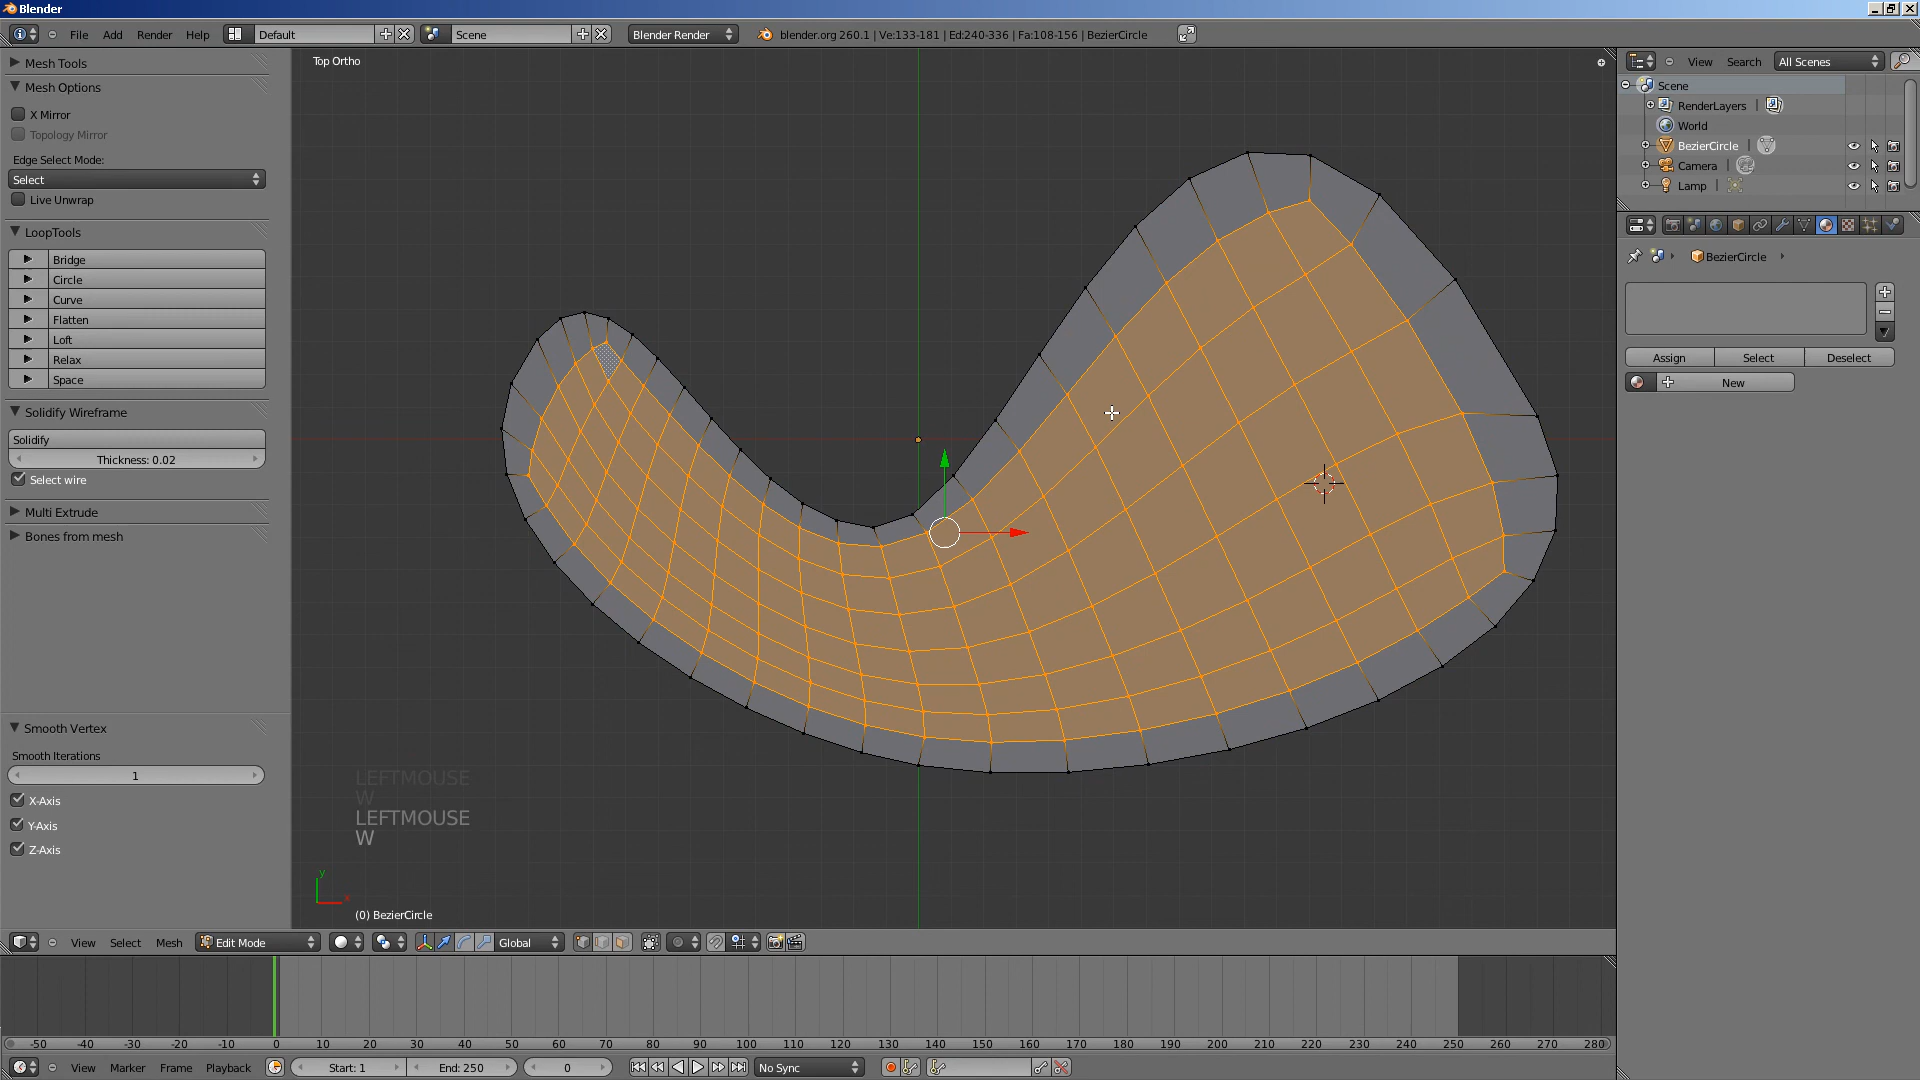 Blender
File Add Render Help Default Scene Blender Render blender.org 260.1 | Ve:133-181 | Ed:240-336 | Fa:108-156 | BezierCircle
Mesh Tools
Mesh Options
X Mirror
Topology Mirror
Edge Select Mode:
Select
Live Unwrap
LoopTools
Bridge
Circle
Curve
Flatten
Loft
Relax
Space
Solidify Wireframe
Solidify
Thickness: 0.02
Select wire
Multi Extrude
Bones from mesh
Smooth Vertex
Smooth Iterations
1
X-Axis
Y-Axis
Z-Axis
Top Ortho
LEFTMOUSE
W
LEFTMOUSE
W
y
x
(0) BezierCircle
View Select Mesh Edit Mode Global
-50 -40 -30 -20 -10 0 10 20 30 40 50 60 70 80 90 100 110 120 130 140 150 160 170 180 190 200 210 220 230 240 250 260 270 280
View Marker Frame Playback Start: 1 End: 250 0 No Sync
View Search All Scenes
Scene
RenderLayers |
World
BezierCircle |
Camera |
Lamp |
BezierCircle
Assign Select Deselect
New